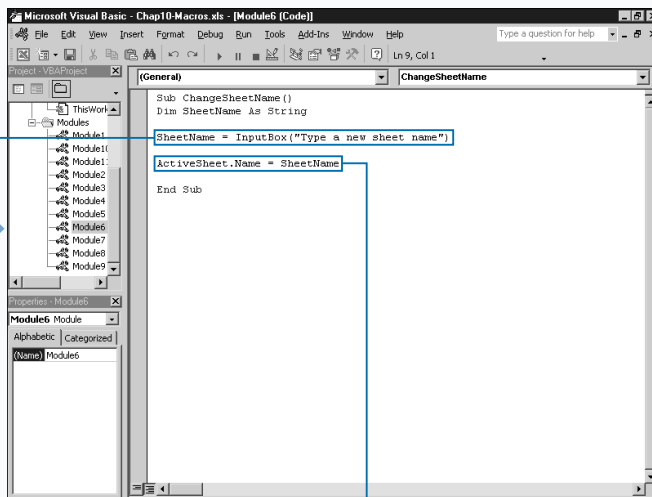 Microsoft Visual Basic - Chap10-Macros.xls - [Module6 (Code)]
File Edit View Insert Format Debug Run Tools Add-Ins Window Help
Type a question for help
Ln 9, Col 1
Project - VBAProject
(General)
ChangeSheetName
Sub ChangeSheetName()
Dim SheetName As String
SheetName = InputBox("Type a new sheet name")
ActiveSheet.Name = SheetName
End Sub
ThisWork
Modules
Module1
Module10
Module11
Module2
Module3
Module4
Module5
Module6
Module7
Module8
Module9
Properties - Module6
Module6 Module
Alphabetic Categorized
(Name) Module6